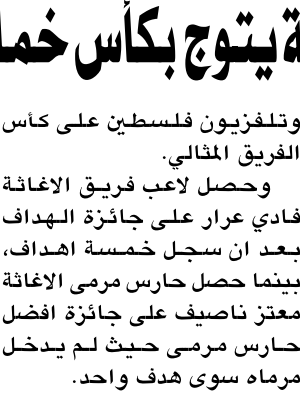 ة يتوج بكأس خما
وتلفزيون فلسطين على كأس
الفريق المثالي.
وحصل لاعب فريق الاغاثة
فادي عرار على جائزة الهداف
بعد ان سجل خمسة اهداف،
بينما حصل حارس مرمى الاغاثة
معتز ناصيف على جائزة افضل
حارس مرمى حيث لم يدخل
مرماه سوى هدف واحد.